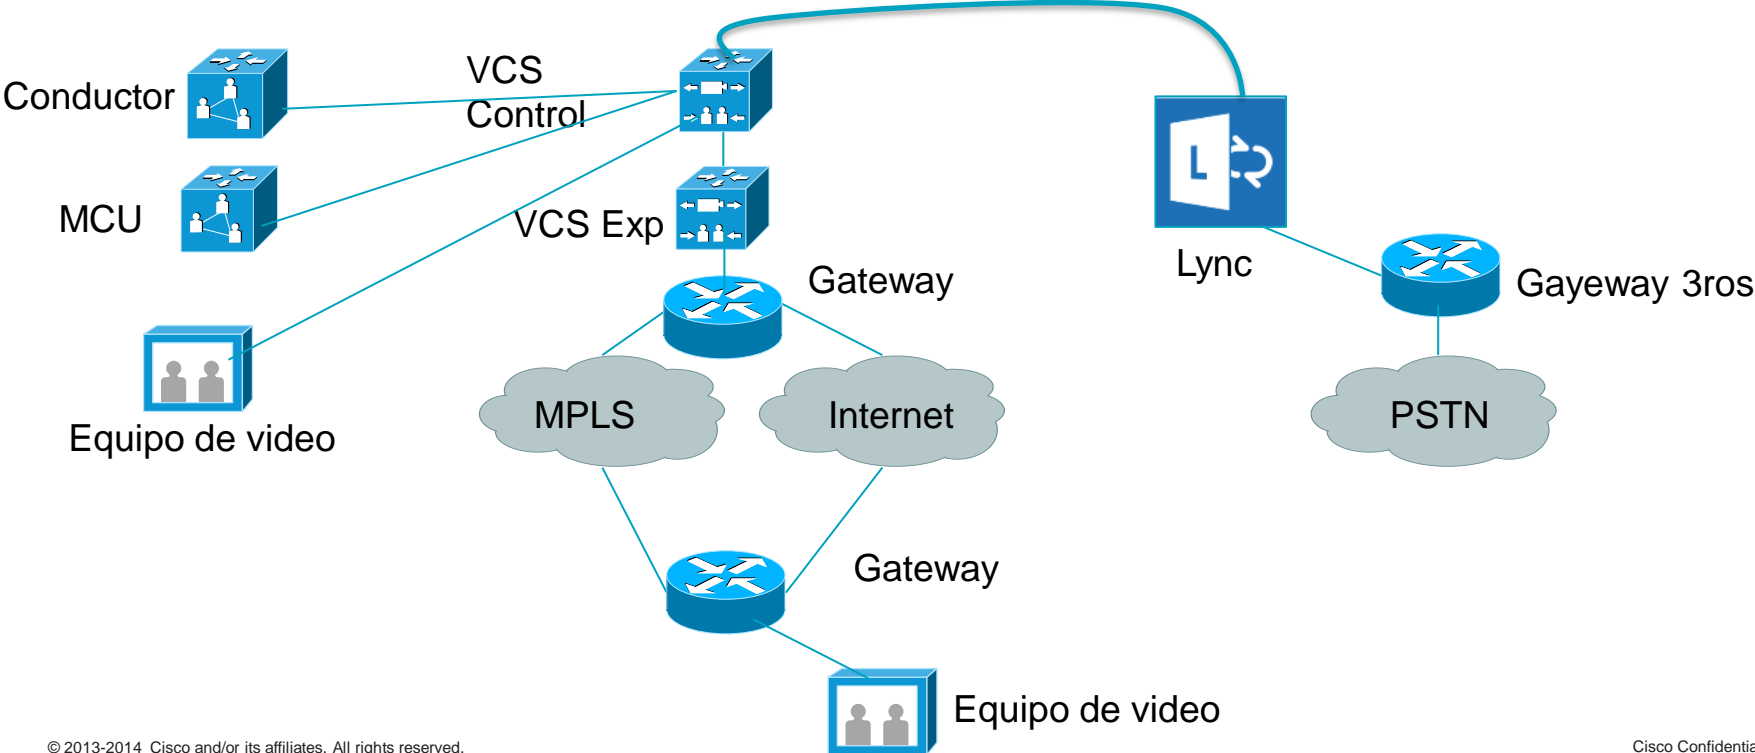 VCS
Control
Conductor
MCU
VCS Exp
Gateway
L
Lync
Gayeway 3ros
MPLS
Internet
PSTN
Equipo de video
Gateway
Equipo de video
© 2013-2014 Cisco and/or its affiliates. All rights reserved.
Cisco Confidentia